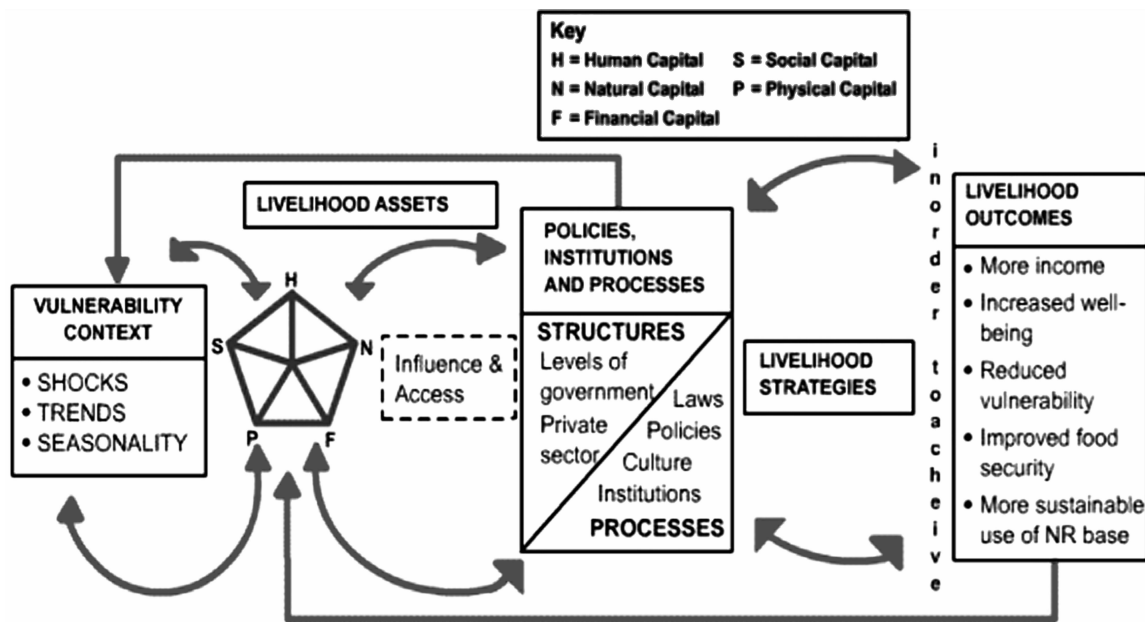 Key
H = Human Capital S = Social Capital
N = Natural Capital P = Physical Capital
F = Financial Capital
LIVELIHOOD ASSETS
VULNERABILITY
CONTEXT
• SHOCKS
• TRENDS
• SEASONALITY
H
S
N
P
F
Influence &
Access
POLICIES,
INSTITUTIONS
AND PROCESSES
STRUCTURES
Levels of
government
Private
sector
Laws
Policies
Culture
Institutions
PROCESSES
LIVELIHOOD
STRATEGIES
inorder toacheive
LIVELIHOOD
OUTCOMES
• More income
• Increased well-
being
• Reduced
vulnerability
• Improved food
security
• More sustainable
use of NR base